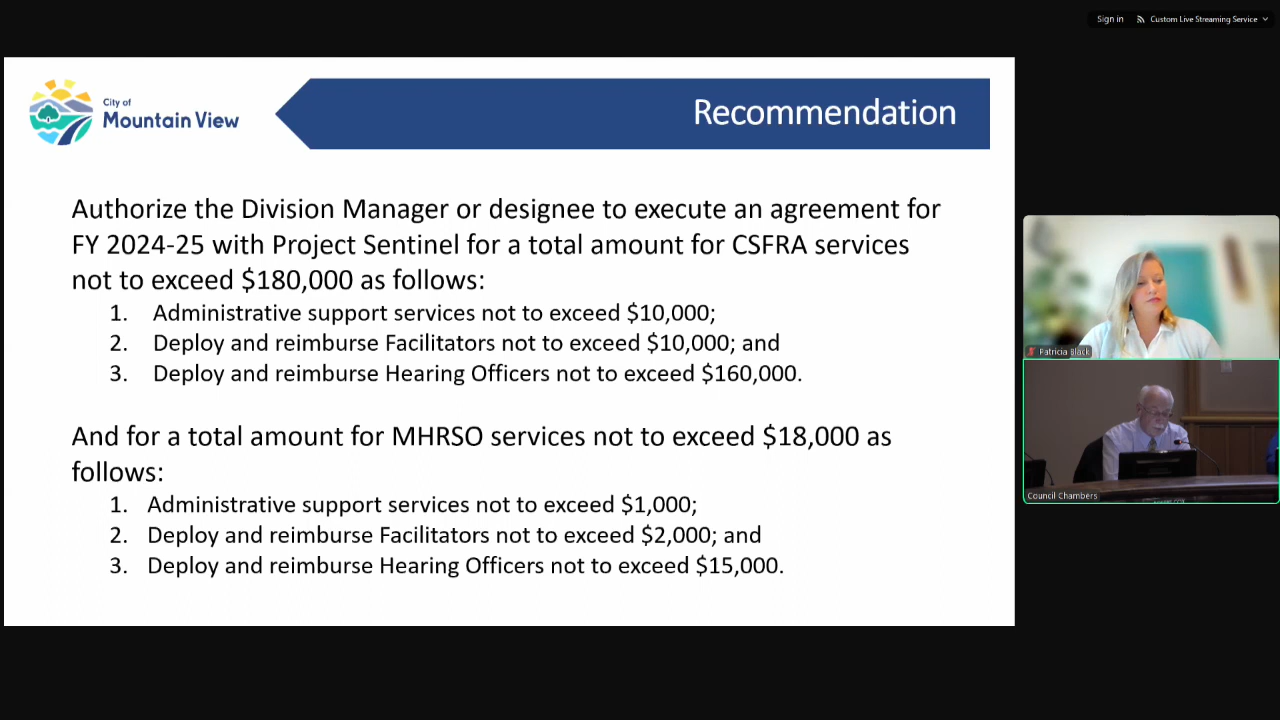 Sign in
Custom Live Streaming Service
City of
Mountain View
Recommendation
Authorize the Division Manager or designee to execute an agreement for
FY 2024-25 with Project Sentinel for a total amount for CSFRA services
not to exceed $180,000 as follows:
1. Administrative support services not to exceed $10,000;
2. Deploy and reimburse Facilitators not to exceed $10,000; and
3. Deploy and reimburse Hearing Officers not to exceed $160,000.
And for a total amount for MHRSO services not to exceed $18,000 as
follows:
1. Administrative support services not to exceed $1,000;
2. Deploy and reimburse Facilitators not to exceed $2,000; and
3. Deploy and reimburse Hearing Officers not to exceed $15,000.
Patricia Black
Council Chambers